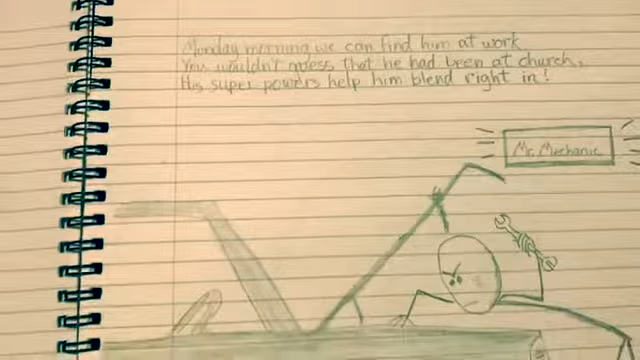 Monday morning we can find him at work
You wouldn't guess that he had been at church,
His super powers help him blend right in!
Mr. Mechanic